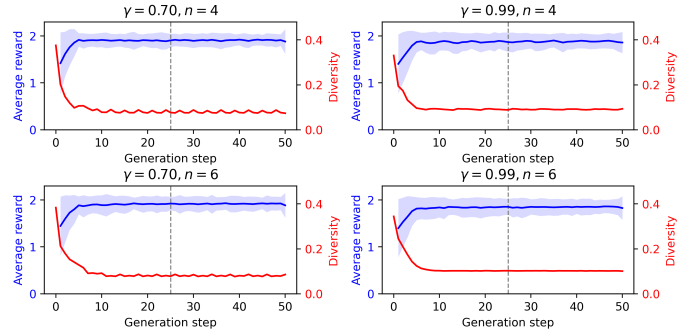 γ = 0.70, n = 4
γ = 0.99, n = 4
Average reward
2
1
0
0.4
0.2
0.0
Diversity
Average reward
2
1
0
0.4
0.2
0.0
Diversity
0 10 20 30 40 50
Generation step
0 10 20 30 40 50
Generation step
γ = 0.70, n = 6
γ = 0.99, n = 6
Average reward
2
1
0
0.4
0.2
0.0
Diversity
Average reward
2
1
0
0.4
0.2
0.0
Diversity
0 10 20 30 40 50
Generation step
0 10 20 30 40 50
Generation step